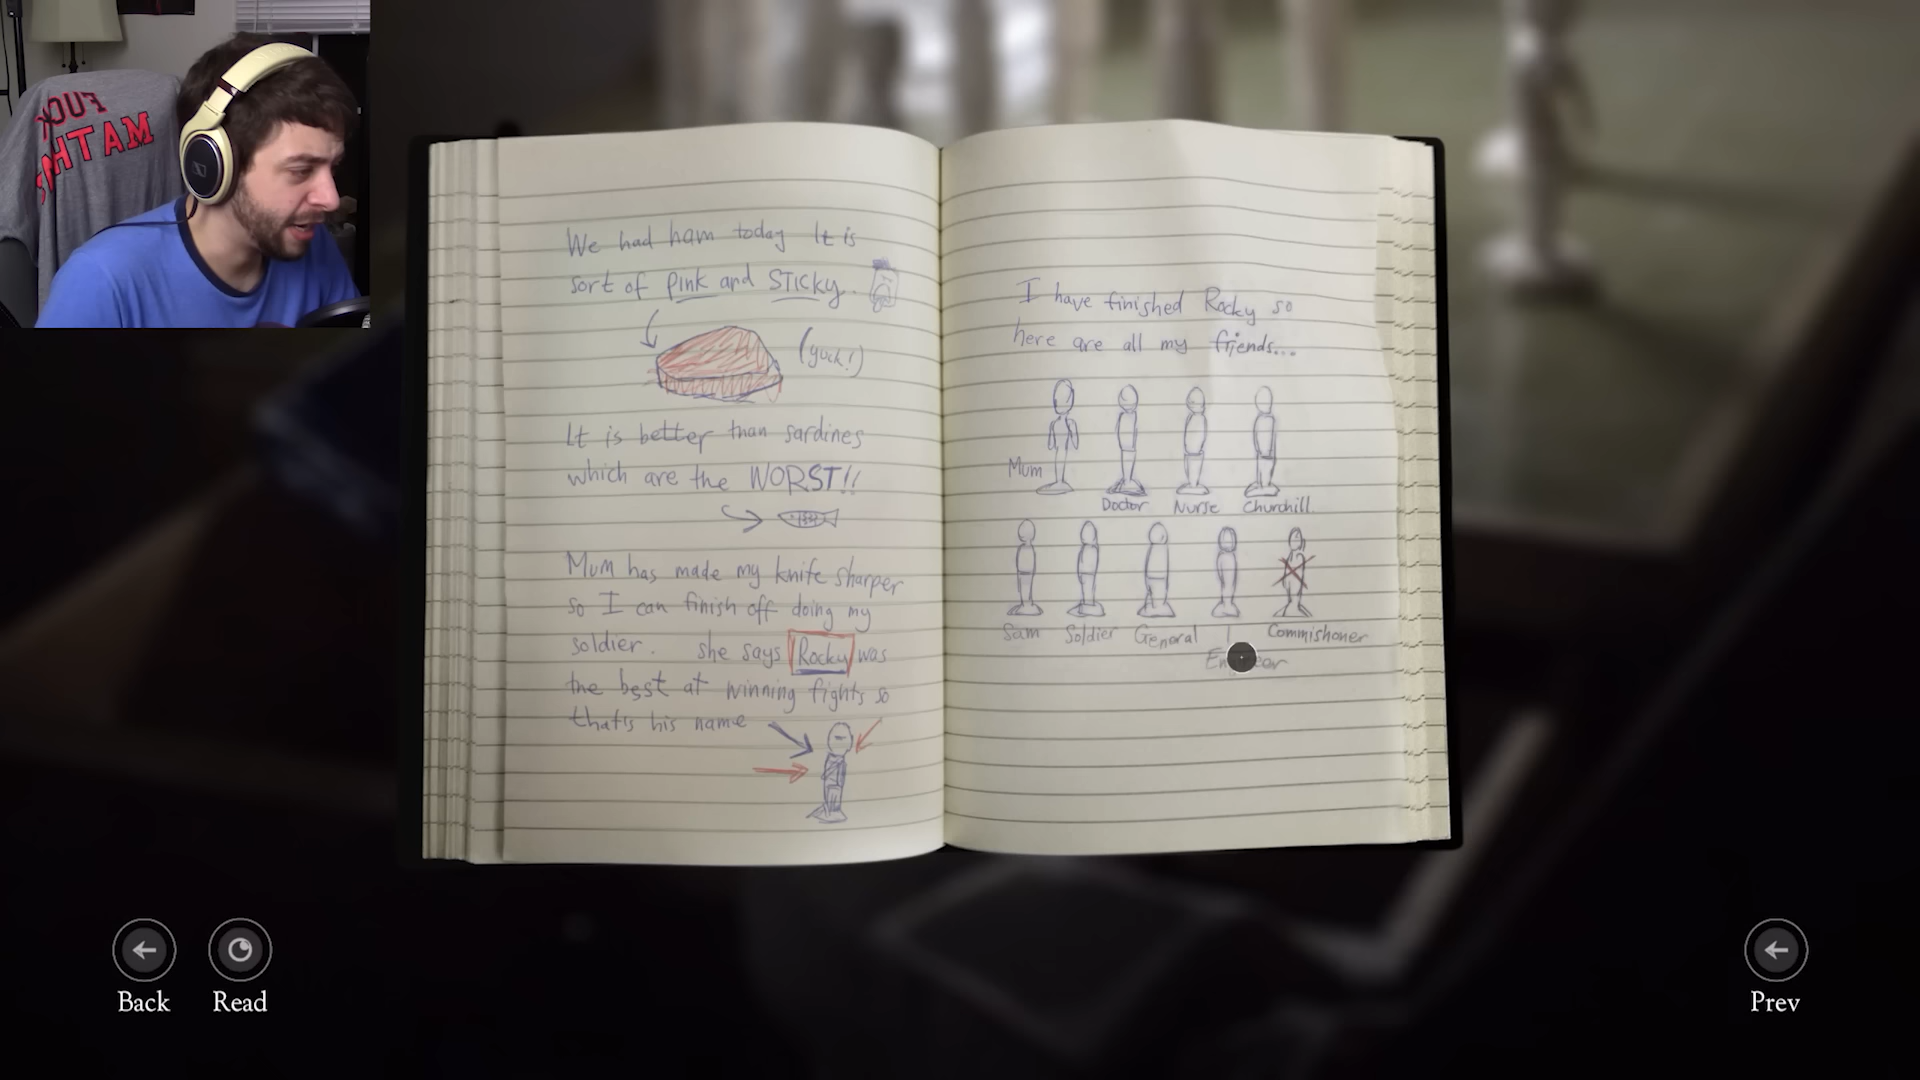 FUCK
MATH
We had ham today It is
sort of PINK and STICKY.
(yuck!)
It is better than sardines
which are the WORST!!
Mum has made my knife sharper
so I can finish off doing my
soldier. she says Rocky was
the best at winning fights so
that's his name
I have finished Rocky so
here are all my friends...
Mum
Doctor Nurse Churchill
Sam Soldier General Commishoner
Back Read Prev